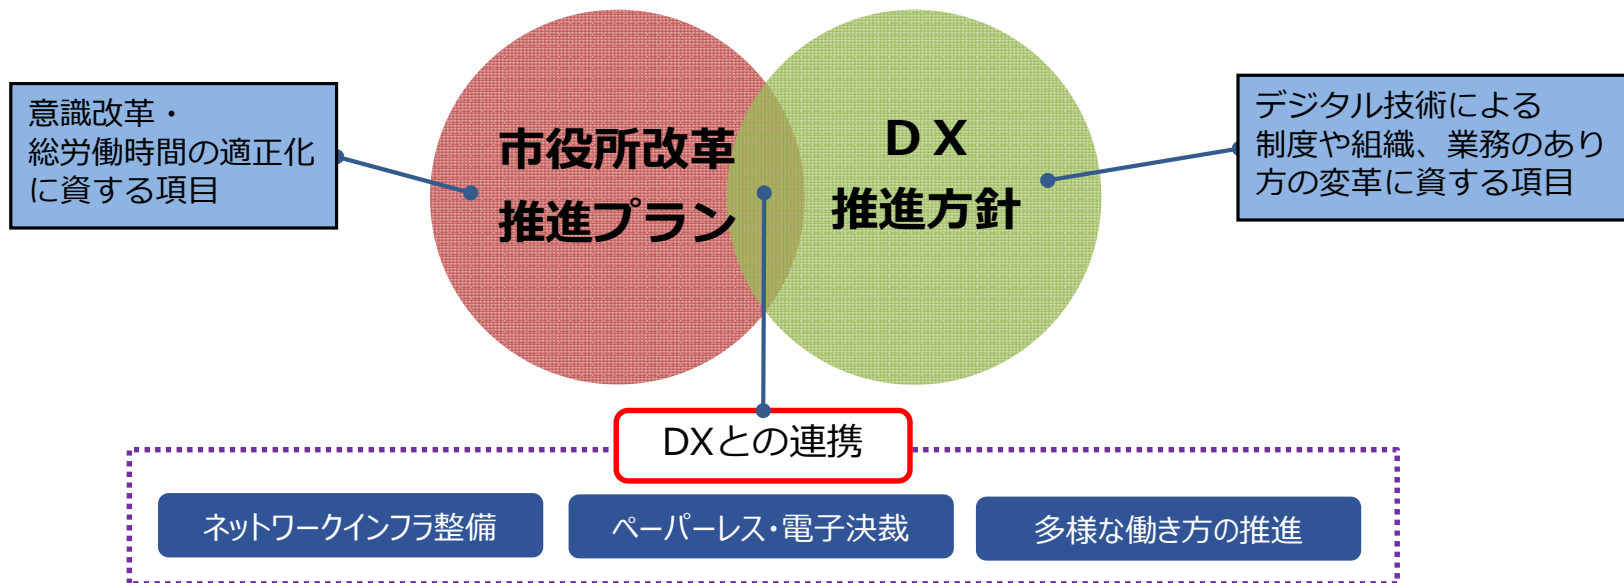 意識改革・
総労働時間の適正化
に資する項目
市役所改革
推進プラン
ＤＸ
推進方針
デジタル技術による
制度や組織、業務のあり
方の変革に資する項目
DXとの連携
ネットワークインフラ整備
ペーパーレス・電子決裁
多様な働き方の推進